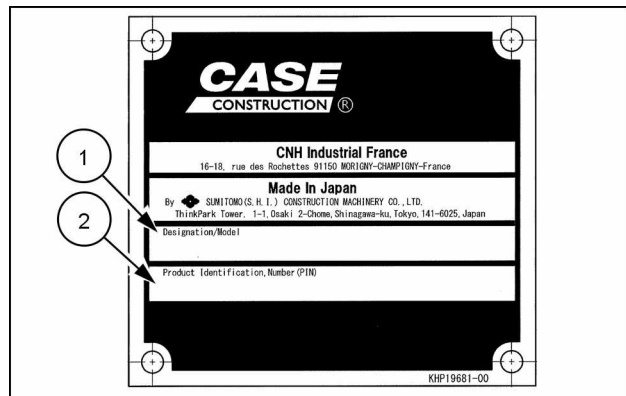 CASE
CONSTRUCTION ®
CNH Industrial France
16-18, rue des Rochettes 91150 MORIGNY-CHAMPIGNY-France
Made In Japan
By SUMITOMO(S.H.I.) CONSTRUCTION MACHINERY CO.,LTD.
ThinkPark Tower, 1-1,Osaki 2-Chome,Shinagawa-ku,Tokyo,141-6025,Japan
1
Designation/Model
2
Product Identification,Number(PIN)
KHP19681-00